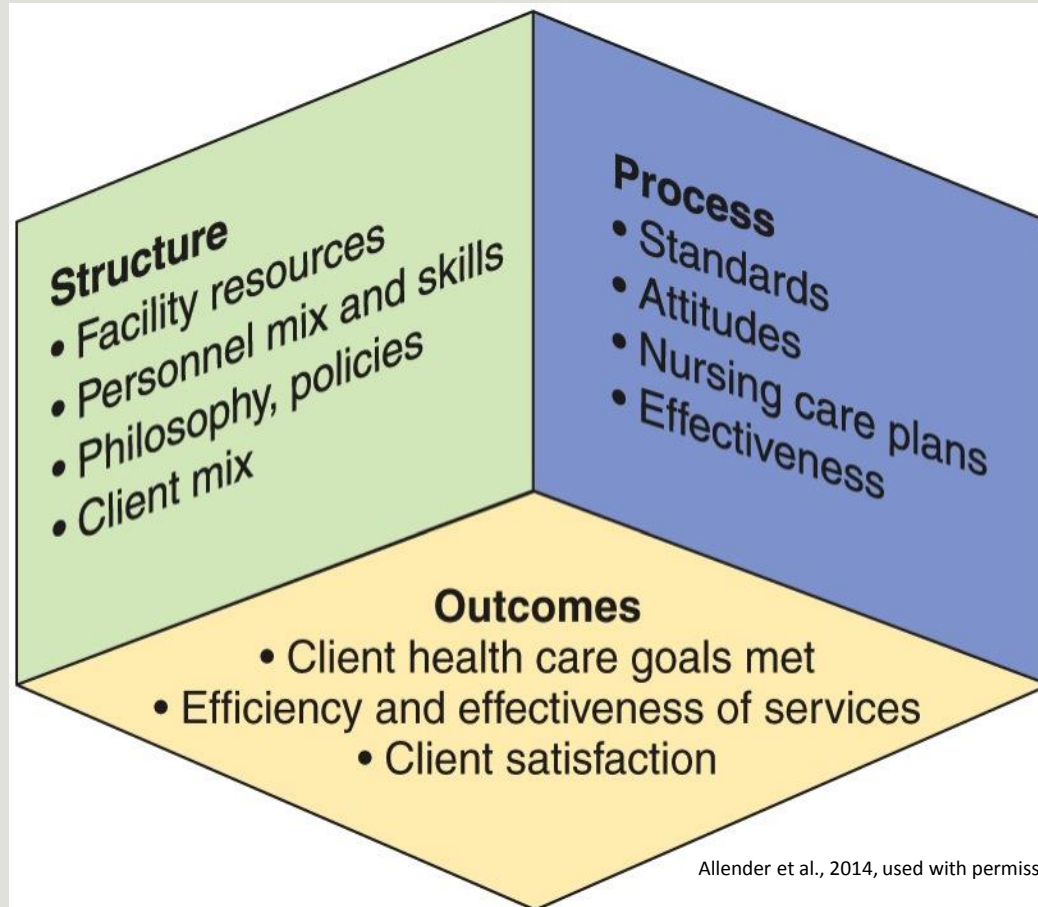 Structure
• Facility resources
• Personnel mix and skills
• Philosophy, policies
• Client mix
Process
• Standards
• Attitudes
• Nursing care plans
• Effectiveness
Outcomes
• Client health care goals met
• Efficiency and effectiveness of services
• Client satisfaction
Allender et al., 2014, used with permiss